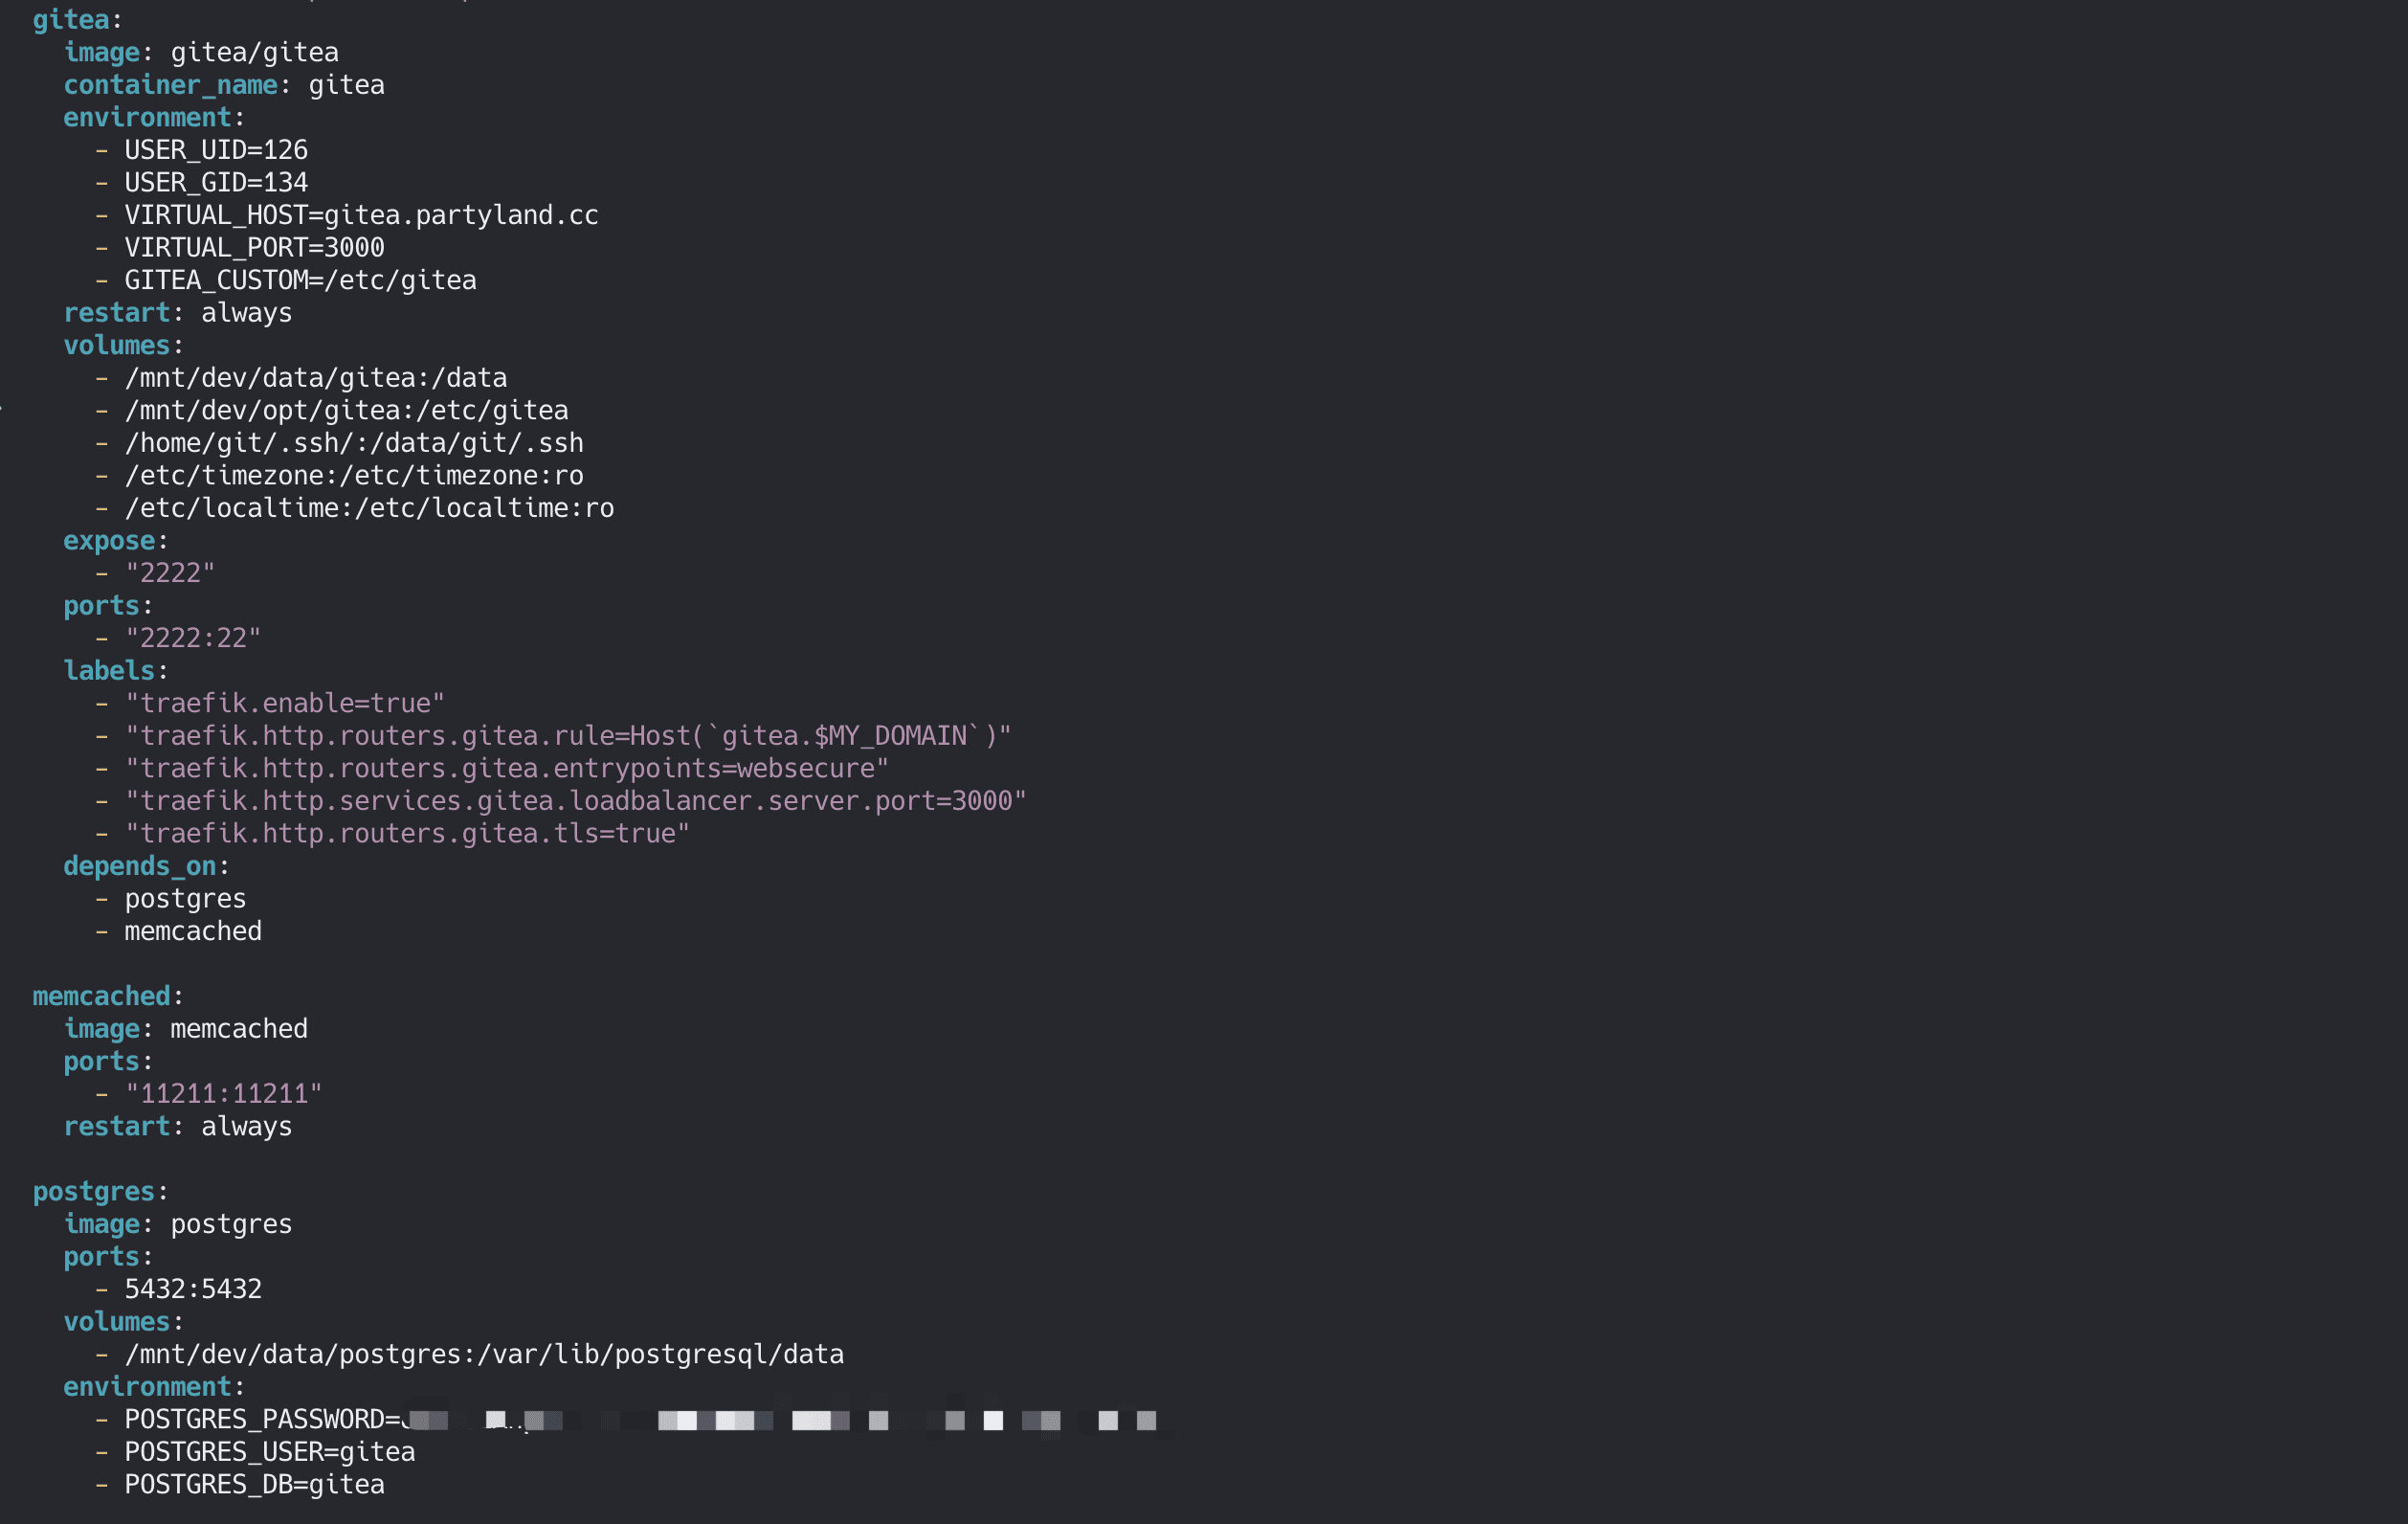 gitea:
  image: gitea/gitea
  container_name: gitea
  environment:
    - USER_UID=126
    - USER_GID=134
    - VIRTUAL_HOST=gitea.partyland.cc
    - VIRTUAL_PORT=3000
    - GITEA_CUSTOM=/etc/gitea
  restart: always
  volumes:
    - /mnt/dev/data/gitea:/data
    - /mnt/dev/opt/gitea:/etc/gitea
    - /home/git/.ssh/:/data/git/.ssh
    - /etc/timezone:/etc/timezone:ro
    - /etc/localtime:/etc/localtime:ro
  expose:
    - "2222"
  ports:
    - "2222:22"
  labels:
    - "traefik.enable=true"
    - "traefik.http.routers.gitea.rule=Host(`gitea.$MY_DOMAIN`)"
    - "traefik.http.routers.gitea.entrypoints=websecure"
    - "traefik.http.services.gitea.loadbalancer.server.port=3000"
    - "traefik.http.routers.gitea.tls=true"
  depends_on:
    - postgres
    - memcached

memcached:
  image: memcached
  ports:
    - "11211:11211"
  restart: always

postgres:
  image: postgres
  ports:
    - 5432:5432
  volumes:
    - /mnt/dev/data/postgres:/var/lib/postgresql/data
  environment:
    - POSTGRES_PASSWORD=
    - POSTGRES_USER=gitea
    - POSTGRES_DB=gitea